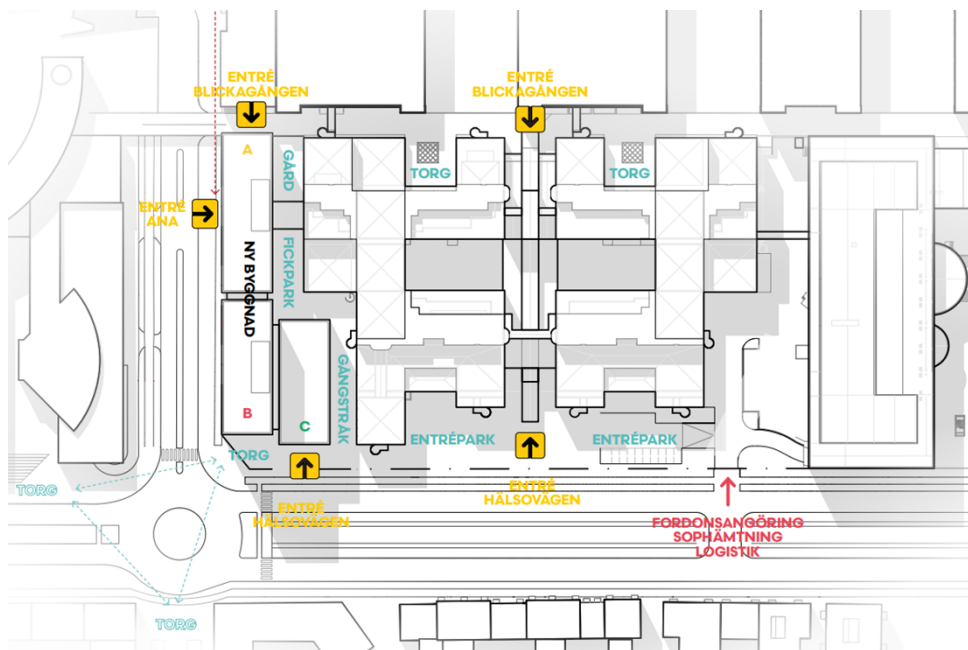 ENTRÉ
BLICKAGÅNGEN
ENTRÉ
BLICKAGÅNGEN
A
GÅRD
TORG
TORG
ENTRÉ
ANA
NY BYGGNAD
FICKPARK
GÅNGSTRÅK
B
C
TORG
ENTRÉPARK
ENTRÉPARK
TORG
ENTRÉ
HÄLSOVÄGEN
ENTRÉ
HÄLSOVÄGEN
FORDONSANGÖRING
SOPHÄMTNING
LOGISTIK
TORG